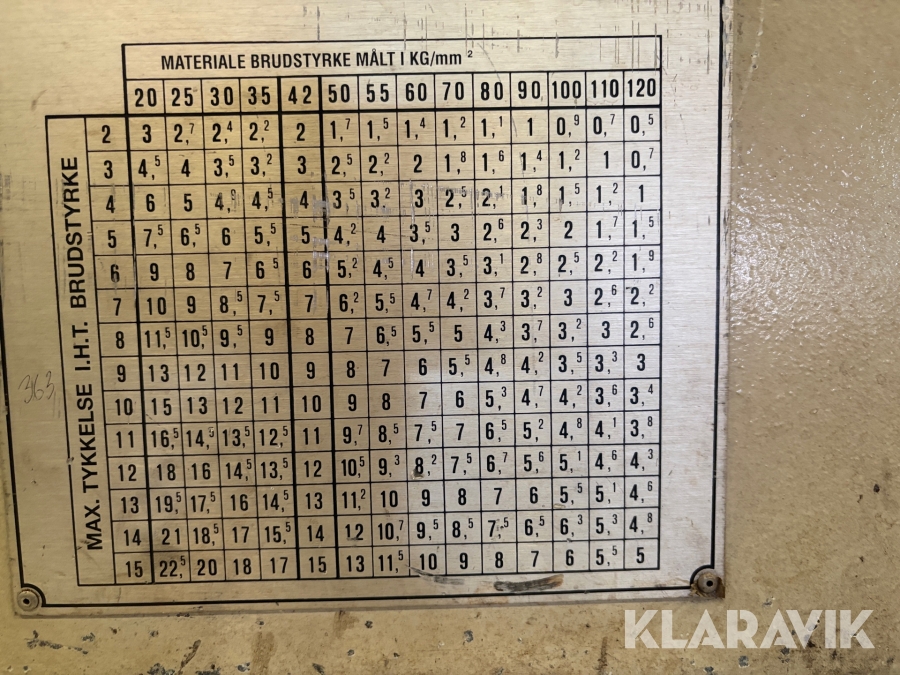 MATERIALE BRUDSTYRKE MÅLT I KG/mm ²
20 25 30 35 42 50 55 60 70 80 90 100 110 120
MAX. TYKKELSE I.H.T. BRUDSTYRKE
2 3 2,⁷ 2,⁴ 2,² 2 1,⁷ 1,⁵ 1,⁴ 1,² 1,¹ 1 0,⁹ 0,⁷ 0,⁵
3 4,⁵ 4 3,⁵ 3,² 3 2,⁵ 2,² 2 1,⁸ 1,⁶ 1,⁴ 1,² 1 0,⁷
4 6 5 4,⁸ 4,⁵ 4 3,⁵ 3,² 3 2,⁵ 2,¹ 1,⁸ 1,⁵ 1,² 1
5 7,⁵ 6,⁵ 6 5,⁵ 5 4,² 4 3,⁵ 3 2,⁶ 2,³ 2 1,⁷ 1,⁵
6 9 8 7 6,⁵ 6 5,² 4,⁵ 4 3,⁵ 3,¹ 2,⁸ 2,⁵ 2,² 1,⁹
7 10 9 8,⁵ 7,⁵ 7 6,² 5,⁵ 4,⁷ 4,² 3,⁷ 3,² 3 2,⁶ 2,²
8 11,⁵ 10,⁵ 9,⁵ 9 8 7 6,⁵ 5,⁵ 5 4,³ 3,⁷ 3,² 3 2,⁶
9 13 12 11 10 9 8 7 6 5,⁵ 4,⁸ 4,² 3,⁵ 3,³ 3
10 15 13 12 11 10 9 8 7 6 5,³ 4,⁷ 4,² 3,⁶ 3,⁴
11 16,⁵ 14,⁵ 13,⁵ 12,⁵ 11 9,⁷ 8,⁵ 7,⁵ 7 6,⁵ 5,² 4,⁸ 4,¹ 3,⁸
12 18 16 14,⁵ 13,⁵ 12 10,⁵ 9,³ 8,² 7,⁵ 6,⁷ 5,⁶ 5,¹ 4,⁶ 4,³
13 19,⁵ 17,⁵ 16 14,⁵ 13 11,² 10 9 8 7 6 5,⁵ 5,¹ 4,⁶
14 21 18,⁵ 17 15,⁵ 14 12 10,⁷ 9,⁵ 8,⁵ 7,⁵ 6,⁵ 6,³ 5,³ 4,⁸
15 22,⁵ 20 18 17 15 13 11,⁵ 10 9 8 7 6 5,⁵ 5
363
KLARAVIK